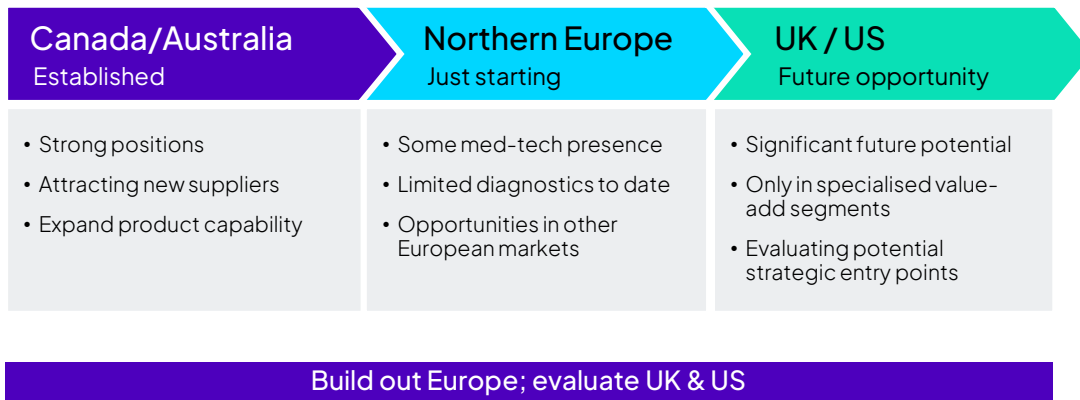 Canada/Australia
Established
• Strong positions
• Attracting new suppliers
• Expand product capability
Northern Europe
Just starting
• Some med-tech presence
• Limited diagnostics to date
• Opportunities in other
European markets
UK / US
Future opportunity
• Significant future potential
• Only in specialised value-
add segments
• Evaluating potential
strategic entry points
Build out Europe; evaluate UK & US